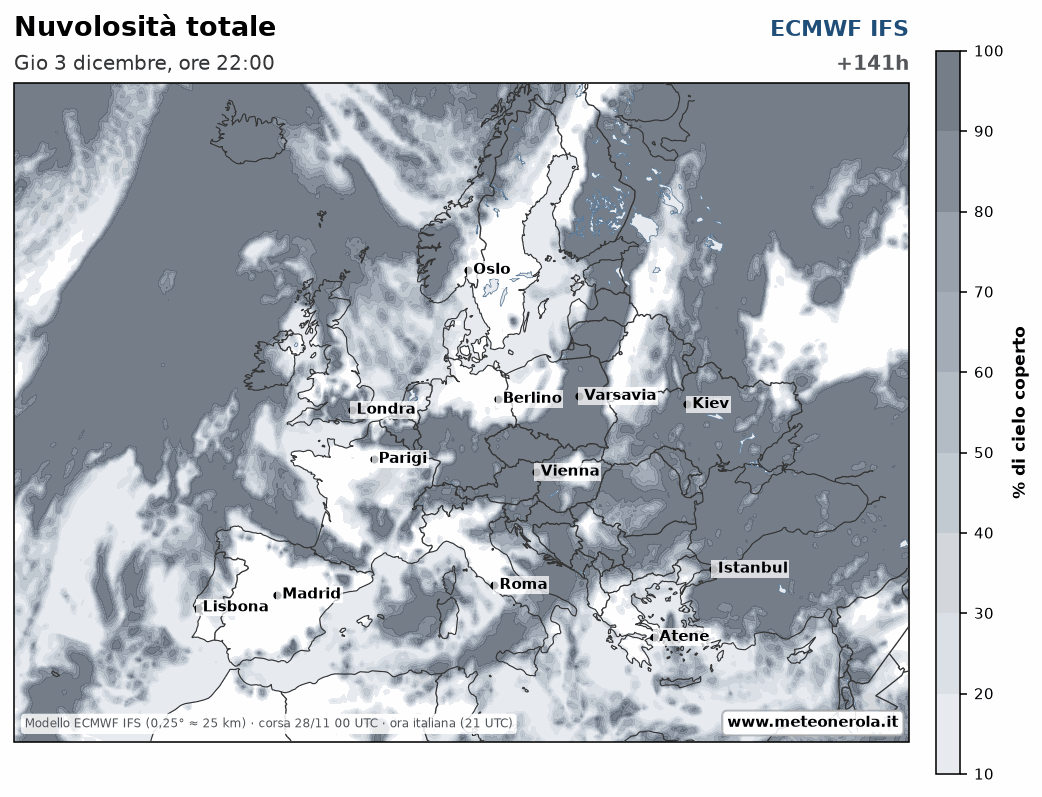 Nuvolosità totale
ECMWF IFS
Gio 3 dicembre, ore 22:00
+141h
100
90
80
70
60
50
40
30
20
10
% di cielo coperto
Oslo
Londra
Berlino
Varsavia
Kiev
Parigi
Vienna
Istanbul
Roma
Madrid
Lisbona
Atene
Modello ECMWF IFS (0,25° ≈ 25 km) · corsa 28/11 00 UTC · ora italiana (21 UTC)
www.meteonerola.it